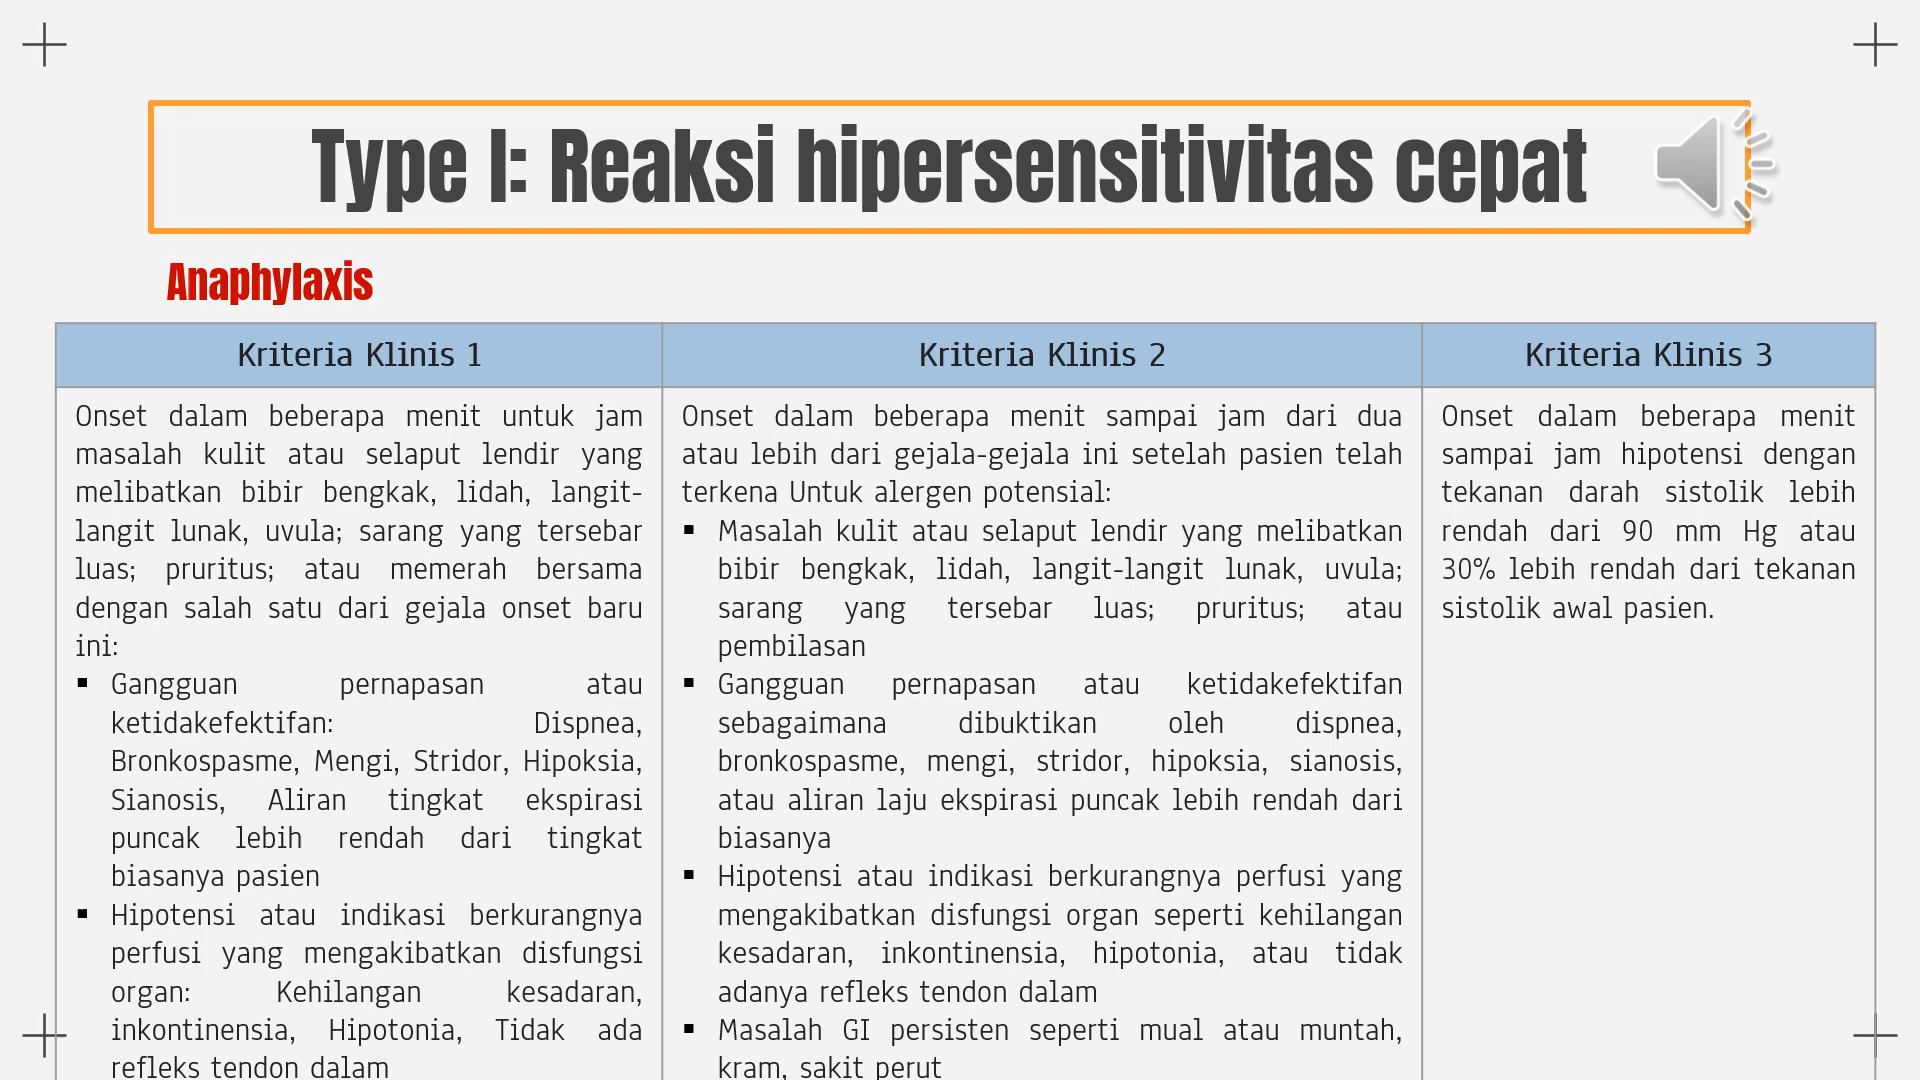 Type I: Reaksi hipersensitivitas cepat
Anaphylaxis
Kriteria Klinis 1
Onset dalam beberapa menit untuk jam
masalah kulit atau selaput lendir yang
melibatkan bibir bengkak, lidah, langit-
langit lunak, uvula; sarang yang tersebar
luas; pruritus; atau memerah bersama
dengan salah satu dari gejala onset baru
ini:
▪ Gangguan pernapasan atau
ketidakefektifan: Dispnea,
Bronkospasme, Mengi, Stridor, Hipoksia,
Sianosis, Aliran tingkat ekspirasi
puncak lebih rendah dari tingkat
biasanya pasien
▪ Hipotensi atau indikasi berkurangnya
perfusi yang mengakibatkan disfungsi
organ: Kehilangan kesadaran,
inkontinensia, Hipotonia, Tidak ada
refleks tendon dalam
Kriteria Klinis 2
Onset dalam beberapa menit sampai jam dari dua
atau lebih dari gejala-gejala ini setelah pasien telah
terkena Untuk alergen potensial:
▪ Masalah kulit atau selaput lendir yang melibatkan
bibir bengkak, lidah, langit-langit lunak, uvula;
sarang yang tersebar luas; pruritus; atau
pembilasan
▪ Gangguan pernapasan atau ketidakefektifan
sebagaimana dibuktikan oleh dispnea,
bronkospasme, mengi, stridor, hipoksia, sianosis,
atau aliran laju ekspirasi puncak lebih rendah dari
biasanya
▪ Hipotensi atau indikasi berkurangnya perfusi yang
mengakibatkan disfungsi organ seperti kehilangan
kesadaran, inkontinensia, hipotonia, atau tidak
adanya refleks tendon dalam
▪ Masalah GI persisten seperti mual atau muntah,
kram, sakit perut
Kriteria Klinis 3
Onset dalam beberapa menit
sampai jam hipotensi dengan
tekanan darah sistolik lebih
rendah dari 90 mm Hg atau
30% lebih rendah dari tekanan
sistolik awal pasien.